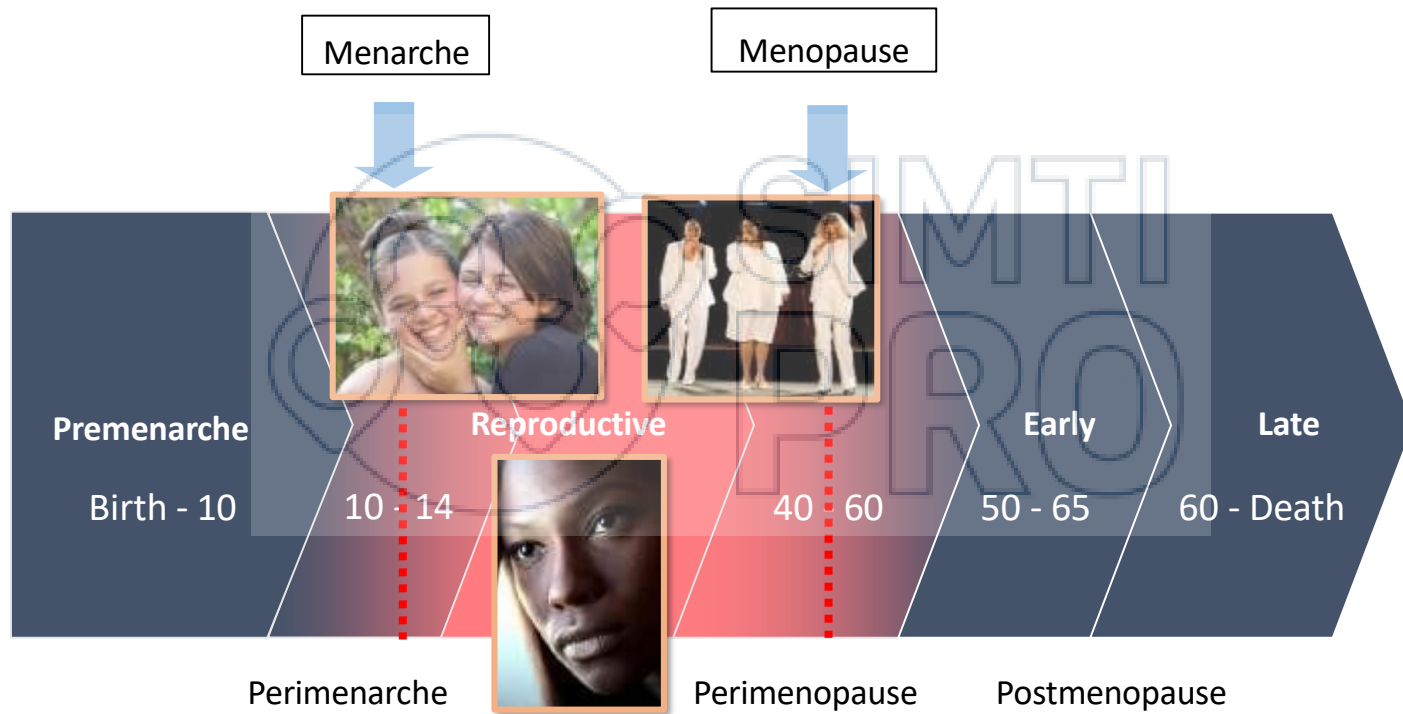 Menarche
Menopause
SIMTI
PRO
Premenarche
Reproductive
Early
Late
Birth - 10
10 - 14
40 - 60
50 - 65
60 - Death
Perimenarche
Perimenopause
Postmenopause